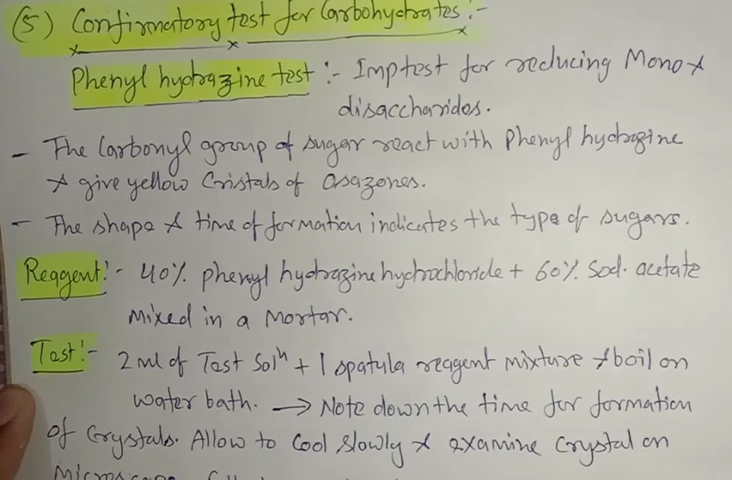 (5) Confirmatory test for Carbohydrates :-
Phenyl hydrazine test :- Imp test for reducing Mono &
disaccharides.
- The Carbonyl group of sugar react with Phenyl hydrazine
& give yellow Cristals of Osazones.
- The shape & time of formation indicates the type of sugars.
Reagent:- 40% phenyl hydrazine hydrochloride + 60% Sod. acetate
Mixed in a Mortar.
Test:- 2 ml of Test Solⁿ + 1 spatula reagent mixture & boil on
water bath. → Note down the time for formation
of Crystals. Allow to Cool slowly & examine Crystal on